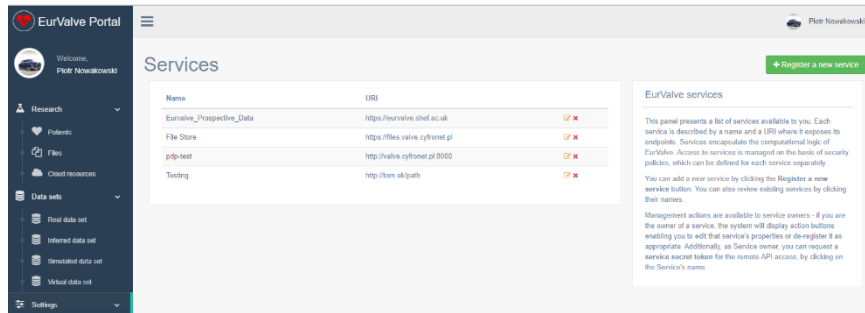 EurValve Portal
Piotr Nowakowski
Welcome,
Piotr Nowakowski
Research
Patients
Files
Cloud resources
Data sets
Real data set
Inferred data set
Simulated data set
Virtual data set
Settings
Services
+ Register a new service
Name URI
Eurvalve_Prospective_Data https://eurvalve.shef.ac.uk
File Store https://files.valve.cyfronet.pl
pdp-test http://valve.cyfronet.pl:8080
Testing http://tom.ok/path
EurValve services
This panel presents a list of services available to you. Each
service is described by a name and a URI where it exposes its
endpoints. Services encapsulate the computational logic of
EurValve. Access to services is managed on the basis of security
policies, which can be defined for each service separately.
You can add a new service by clicking the Register a new
service button. You can also review existing services by clicking
their names.
Management actions are available to service owners - if you are
the owner of a service, the system will display action buttons
enabling you to edit that service's properties or de-register it as
appropriate. Additionally, as Service owner, you can request a
service secret token for the remote API access, by clicking on
the Service's name.